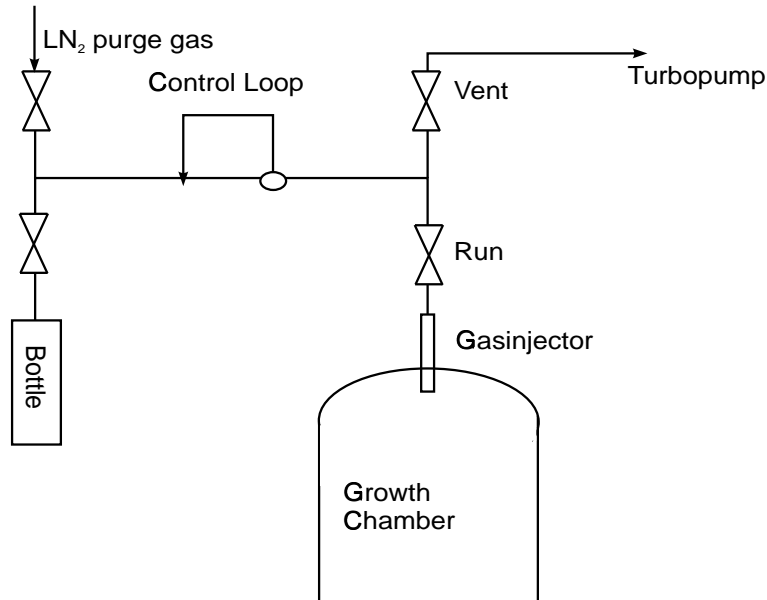 LN₂ purge gas
Control Loop
Vent
Turbopump
Run
Gasinjector
Bottle
Growth
Chamber